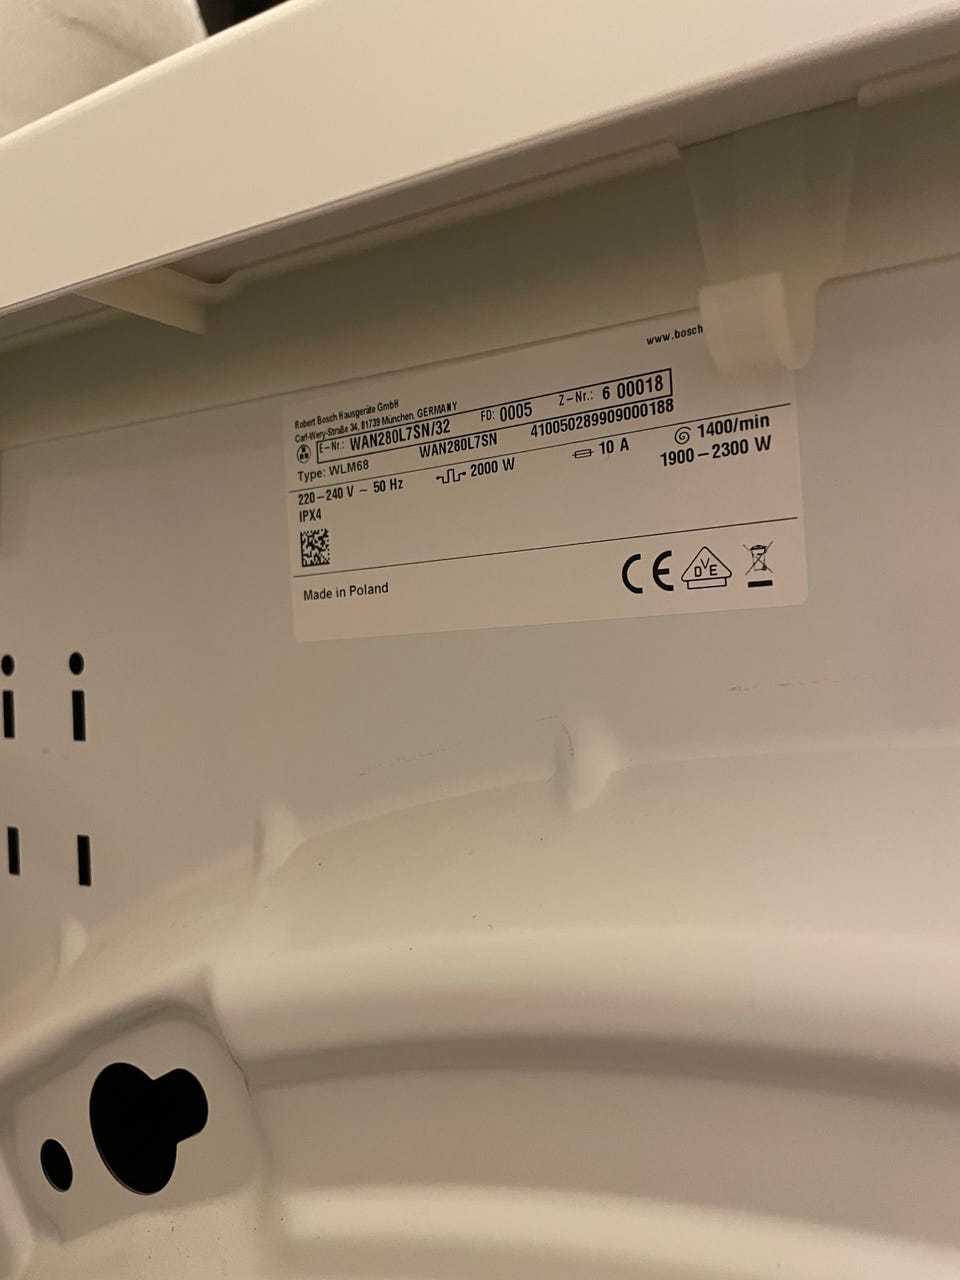 www.bosch
Robert Bosch Hausgeräte GmbH
Carl-Wery-Straße 34, 81739 München, GERMANY
E-Nr.: WAN280L7SN/32 FD: 0005 Z-Nr.: 6 00018
Type: WLM68 WAN280L7SN 410050289909000188
220-240 V ~ 50 Hz 2000 W 10 A 1400/min
IPX4 1900-2300 W
Made in Poland CE DVE